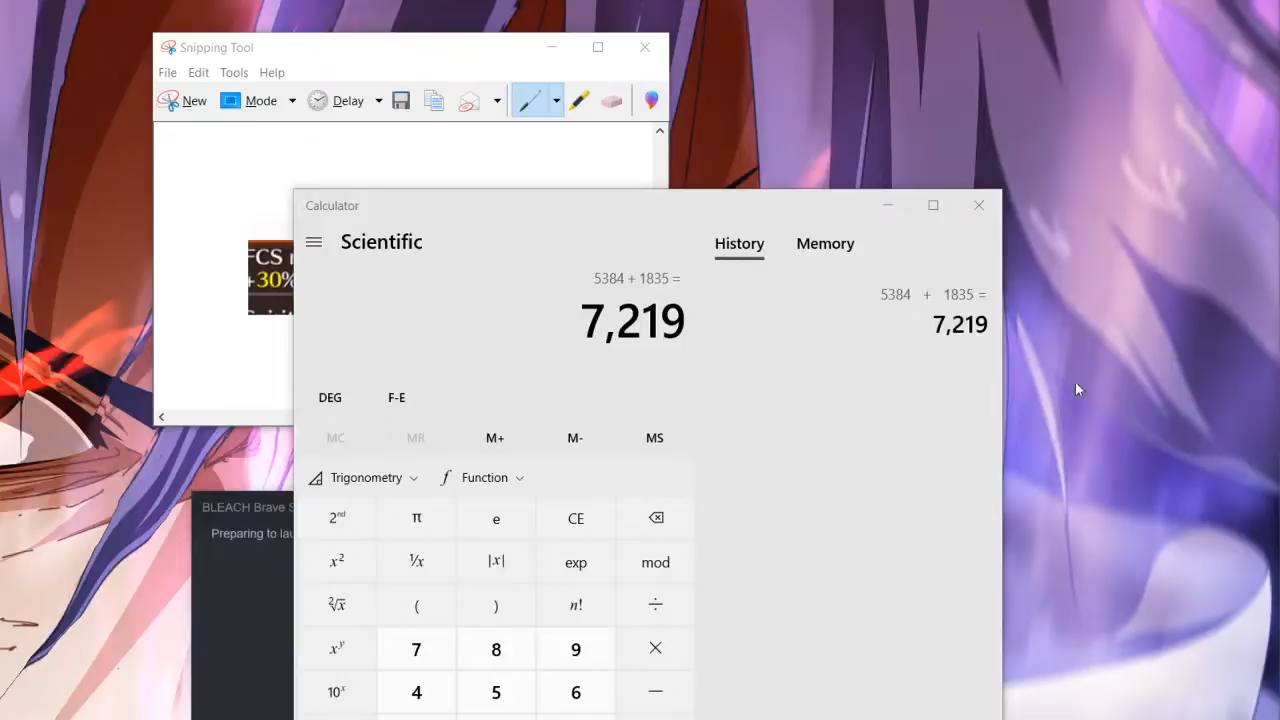 Snipping Tool
File Edit Tools Help
New Mode Delay
FCS
+30%
Calculator
Scientific
History Memory
5384 + 1835 =
7,219
5384 + 1835 =
7,219
DEG F-E
MC MR M+ M- MS
Trigonometry f Function
2nd π e CE
x² ¹/x |x| exp mod
²√x ( ) n! ÷
xʸ 7 8 9 ×
10ˣ 4 5 6 −
BLEACH Brave S
Preparing to lau